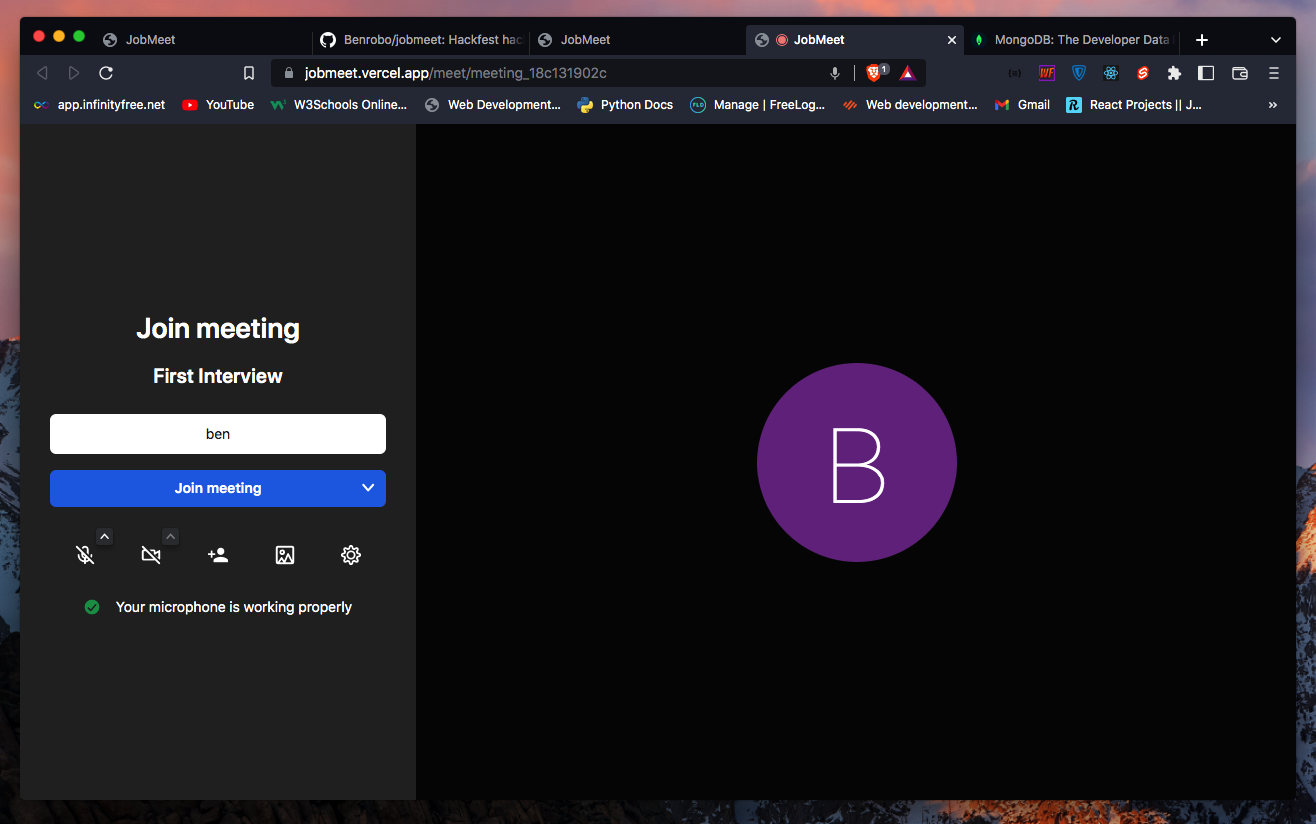 JobMeet
Benrobo/jobmeet: Hackfest hac
JobMeet
JobMeet
MongoDB: The Developer Data
jobmeet.vercel.app/meet/meeting_18c131902c
1
app.infinityfree.net
YouTube
W3Schools Online...
Web Development...
Python Docs
FLO
Manage | FreeLog...
Web development...
Gmail
R
React Projects || J...
Join meeting
First Interview
ben
Join meeting
Your microphone is working properly
B